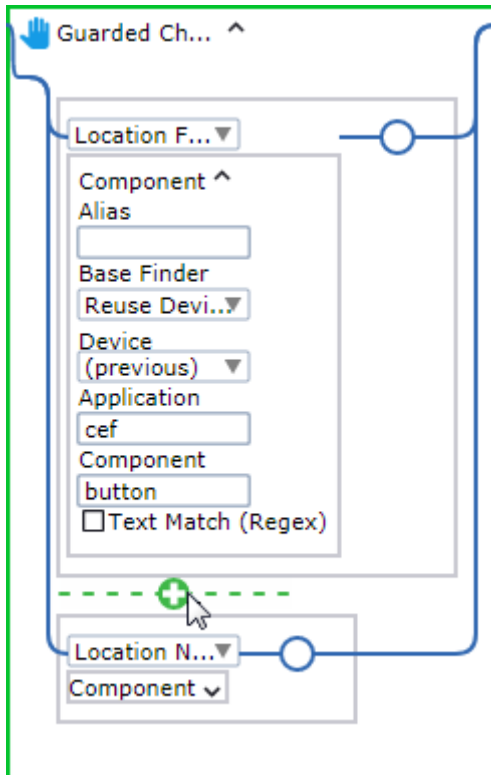 Guarded Ch...
Location F...
Component
Alias
Base Finder
Reuse Devi...
Device
(previous)
Application
cef
Component
button
Text Match (Regex)
Location N...
Component